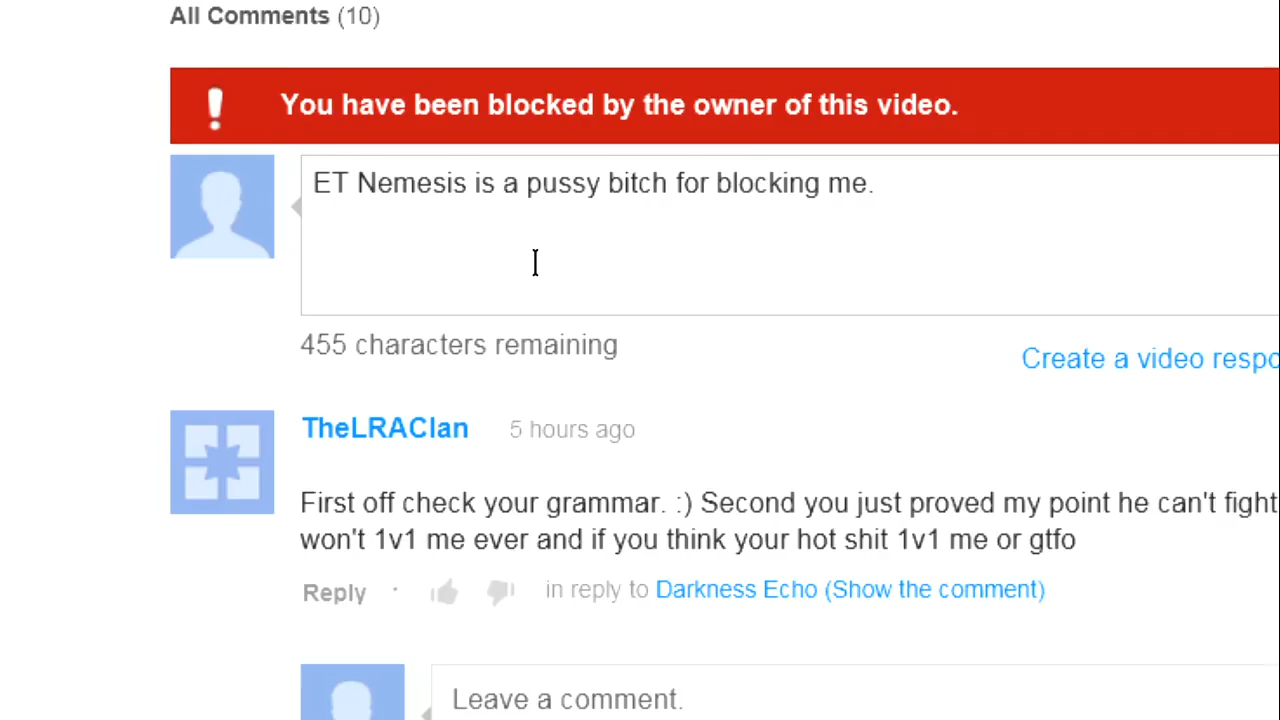 All Comments (10)
You have been blocked by the owner of this video.
ET Nemesis is a pussy bitch for blocking me.
455 characters remaining
Create a video respo
TheLRAClan 5 hours ago
First off check your grammar. :) Second you just proved my point he can't fight
won't 1v1 me ever and if you think your hot shit 1v1 me or gtfo
Reply · in reply to Darkness Echo (Show the comment)
Leave a comment.